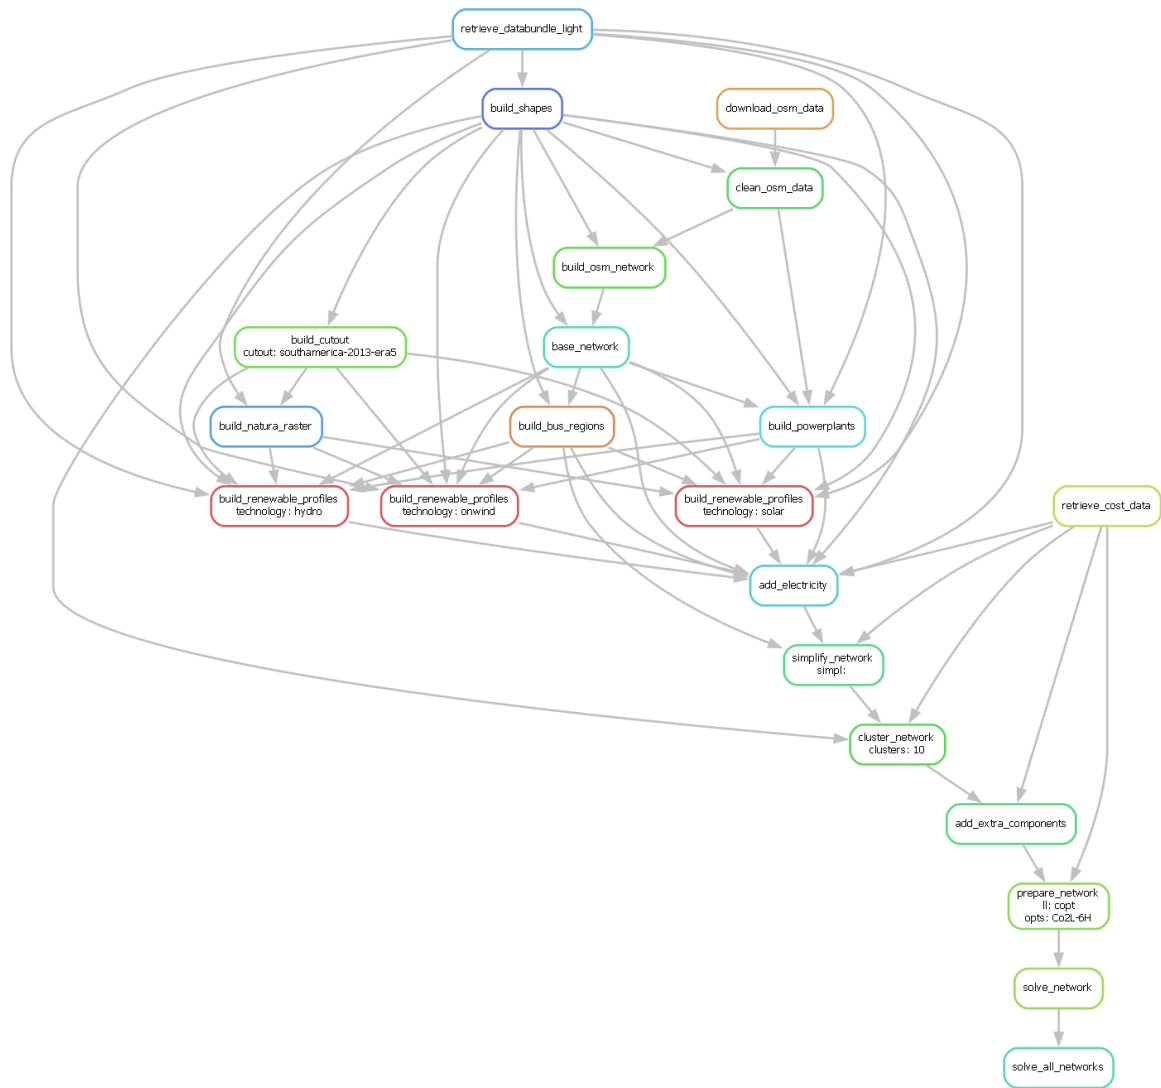 retrieve_databundle_light
build_shapes
download_osm_data
clean_osm_data
build_osm_network
build_cutout
cutout: southamerica-2013-era5
base_network
build_natura_raster
build_bus_regions
build_powerplants
build_renewable_profiles
technology: hydro
build_renewable_profiles
technology: onwind
build_renewable_profiles
technology: solar
retrieve_cost_data
add_electricity
simplify_network
simpl:
cluster_network
clusters: 10
add_extra_components
prepare_network
ll: copt
opts: Co2L-6H
solve_network
solve_all_networks